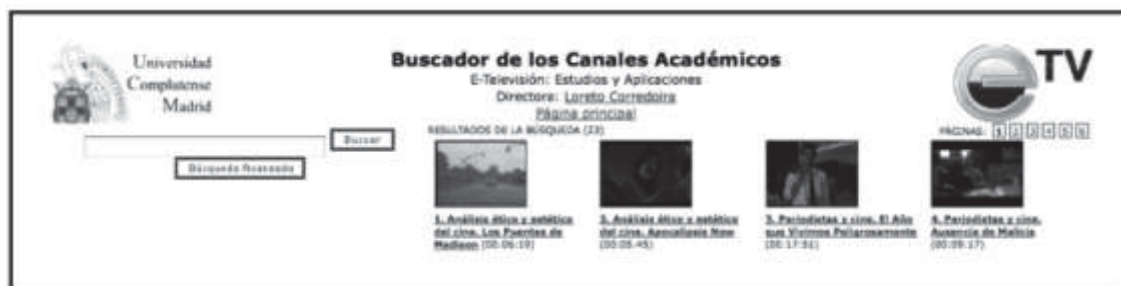 Universidad
Complutense
Madrid
Buscador de los Canales Académicos
E-Televisión: Estudios y Aplicaciones
Directora: Loreto Corredoira
Página principal
e TV
Buscar
Búsqueda Avanzada
RESULTADOS DE LA BÚSQUEDA (23)
PÁGINAS: 1 2 3 4 5 6
1. Análisis ético y estético
del cine. Los Puentes de
Madison (00:06:10)
2. Análisis ético y estético
del cine. Apocalipsis Now
(00:05:45)
3. Periodistas y cine. El Año
que Vivimos Peligrosamente
(00:17:51)
4. Periodistas y cine.
Ausencia de Malicia
(00:09:17)